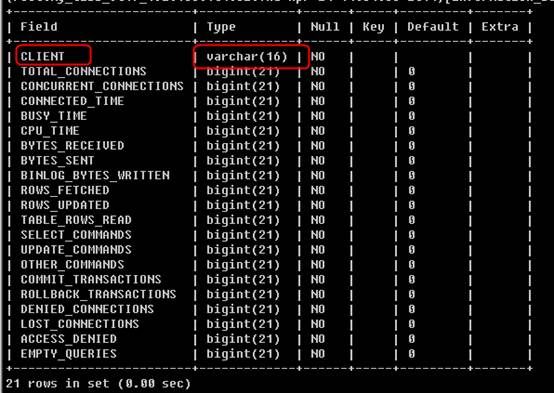 | Field | Type | Null | Key | Default | Extra |
| CLIENT | varchar(16) | NO | | | |
| TOTAL_CONNECTIONS | bigint(21) | NO | | 0 | |
| CONCURRENT_CONNECTIONS | bigint(21) | NO | | 0 | |
| CONNECTED_TIME | bigint(21) | NO | | 0 | |
| BUSY_TIME | bigint(21) | NO | | 0 | |
| CPU_TIME | bigint(21) | NO | | 0 | |
| BYTES_RECEIVED | bigint(21) | NO | | 0 | |
| BYTES_SENT | bigint(21) | NO | | 0 | |
| BINLOG_BYTES_WRITTEN | bigint(21) | NO | | 0 | |
| ROWS_FETCHED | bigint(21) | NO | | 0 | |
| ROWS_UPDATED | bigint(21) | NO | | 0 | |
| TABLE_ROWS_READ | bigint(21) | NO | | 0 | |
| SELECT_COMMANDS | bigint(21) | NO | | 0 | |
| UPDATE_COMMANDS | bigint(21) | NO | | 0 | |
| OTHER_COMMANDS | bigint(21) | NO | | 0 | |
| COMMIT_TRANSACTIONS | bigint(21) | NO | | 0 | |
| ROLLBACK_TRANSACTIONS | bigint(21) | NO | | 0 | |
| DENIED_CONNECTIONS | bigint(21) | NO | | 0 | |
| LOST_CONNECTIONS | bigint(21) | NO | | 0 | |
| ACCESS_DENIED | bigint(21) | NO | | 0 | |
| EMPTY_QUERIES | bigint(21) | NO | | 0 | |
21 rows in set (0.00 sec)